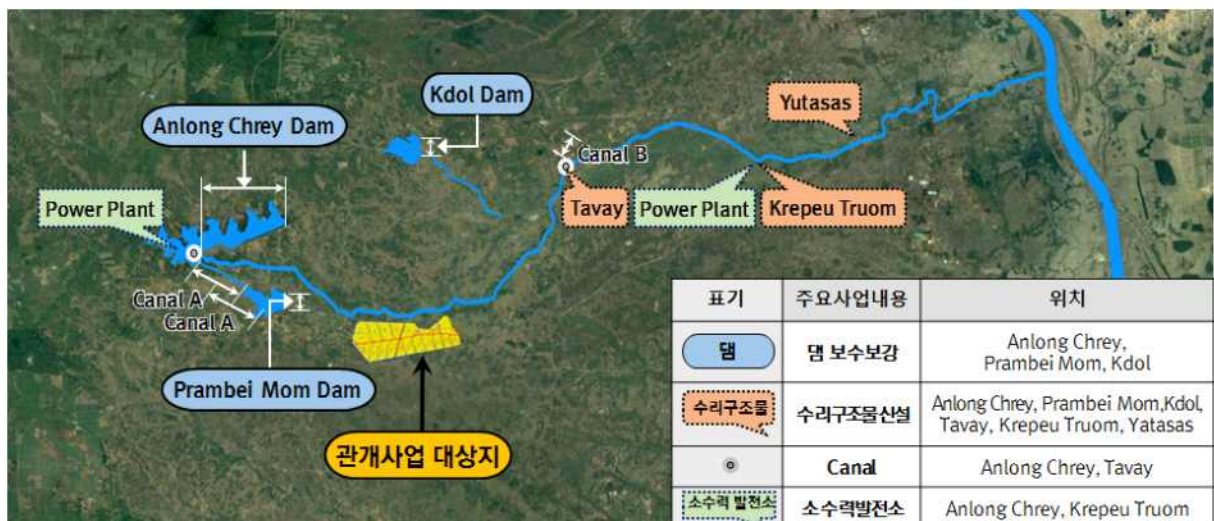 Kdol Dam
Anlong Chrey Dam
Yutasas
Canal B
Power Plant
Tavay
Power Plant
Krepeu Truom
Canal A
Canal A
Prambei Mom Dam
관개사업 대상지
표기 주요사업내용 위치
댐 댐 보수보강 Anlong Chrey,
Prambei Mom, Kdol
수리구조물 수리구조물신설 Anlong Chrey, Prambei Mom,Kdol,
Tavay, Krepeu Truom, Yatasas
Canal Anlong Chrey, Tavay
소수력 발전소 소수력발전소 Anlong Chrey, Krepeu Truom